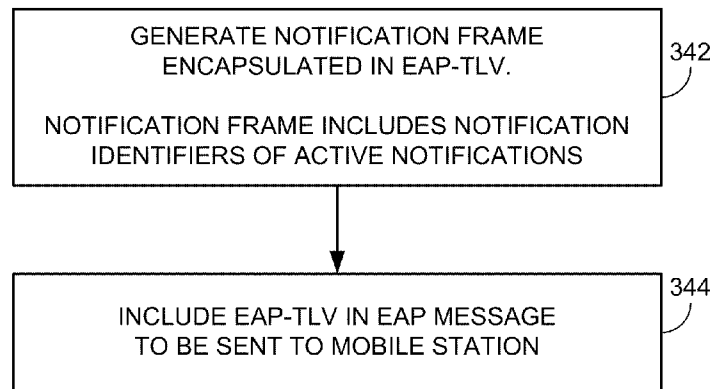 GENERATE NOTIFICATION FRAME
ENCAPSULATED IN EAP-TLV.
342
NOTIFICATION FRAME INCLUDES NOTIFICATION
IDENTIFIERS OF ACTIVE NOTIFICATIONS
344
INCLUDE EAP-TLV IN EAP MESSAGE
TO BE SENT TO MOBILE STATION